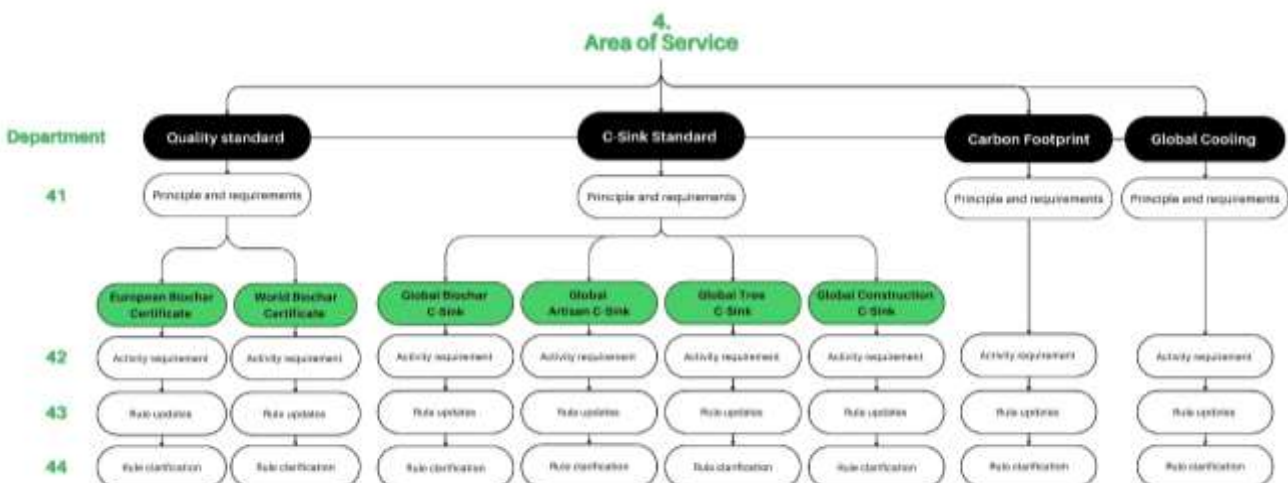 4.
Area of Service
Department
Quality standard
C-Sink Standard
Carbon Footprint
Global Cooling
41
Principle and requirements
Principle and requirements
Principle and requirements
Principle and requirements
European Biochar
Certificate
World Biochar
Certificate
Global Biochar
C-Sink
Global
Artisan C-Sink
Global Tree
C-Sink
Global Construction
C-Sink
42
Activity requirement
Activity requirement
Activity requirement
Activity requirement
Activity requirement
Activity requirement
Activity requirement
Activity requirement
43
Rule updates
Rule updates
Rule updates
Rule updates
Rule updates
Rule updates
Rule updates
Rule updates
44
Rule clarification
Rule clarification
Rule clarification
Rule clarification
Rule clarification
Rule clarification
Rule clarification
Rule clarification